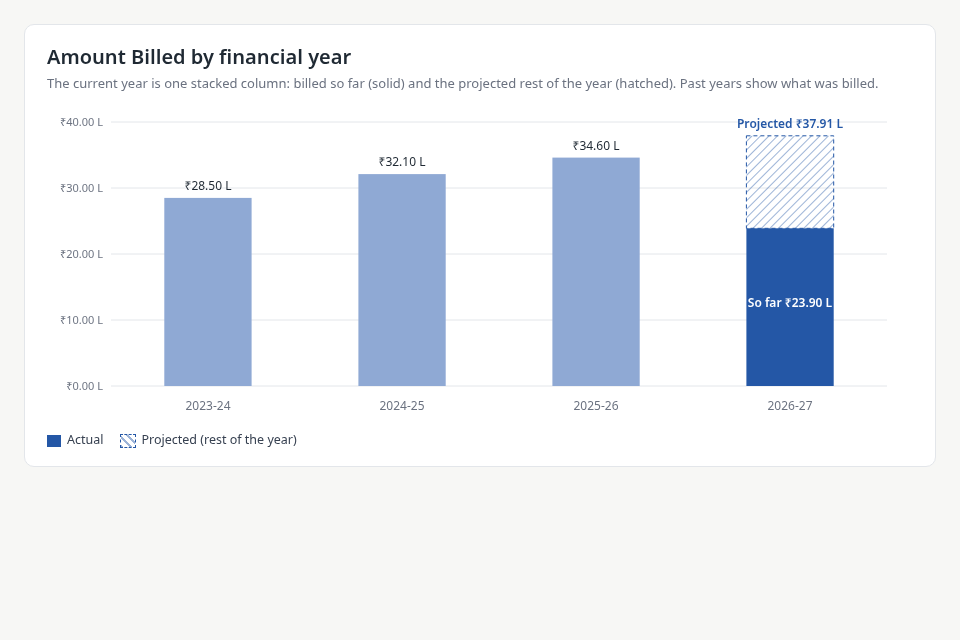 Amount Billed by financial year
The current year is one stacked column: billed so far (solid) and the projected rest of the year (hatched). Past years show what was billed.
₹40.00 L
₹30.00 L
₹20.00 L
₹10.00 L
₹0.00 L
₹28.50 L
₹32.10 L
₹34.60 L
Projected ₹37.91 L
So far ₹23.90 L
2023-24
2024-25
2025-26
2026-27
Actual
Projected (rest of the year)